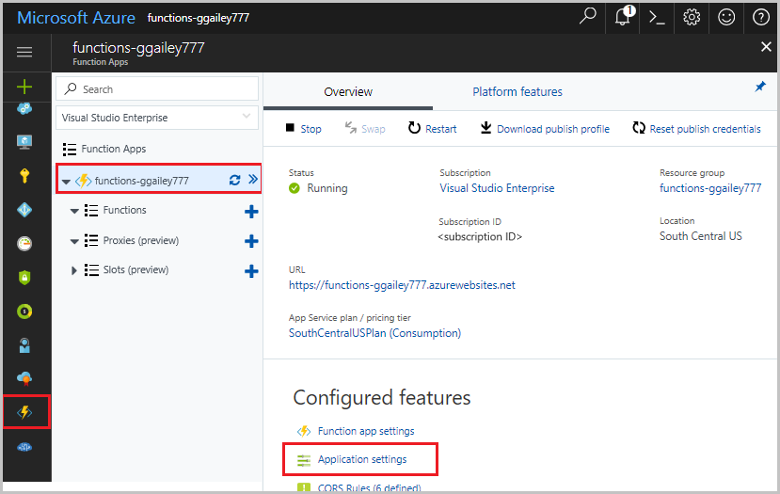 Microsoft Azure functions-ggailey777
1
functions-ggailey777
Function Apps
Search
Visual Studio Enterprise
Function Apps
functions-ggailey777
Functions
Proxies (preview)
Slots (preview)
Overview Platform features
Stop Swap Restart Download publish profile Reset publish credentials
Status Subscription Resource group
Running Visual Studio Enterprise functions-ggailey777
Subscription ID Location
<subscription ID> South Central US
URL
https://functions-ggailey777.azurewebsites.net
App Service plan / pricing tier
SouthCentralUSPlan (Consumption)
Configured features
Function app settings
Application settings
CORS Rules (6 defined)